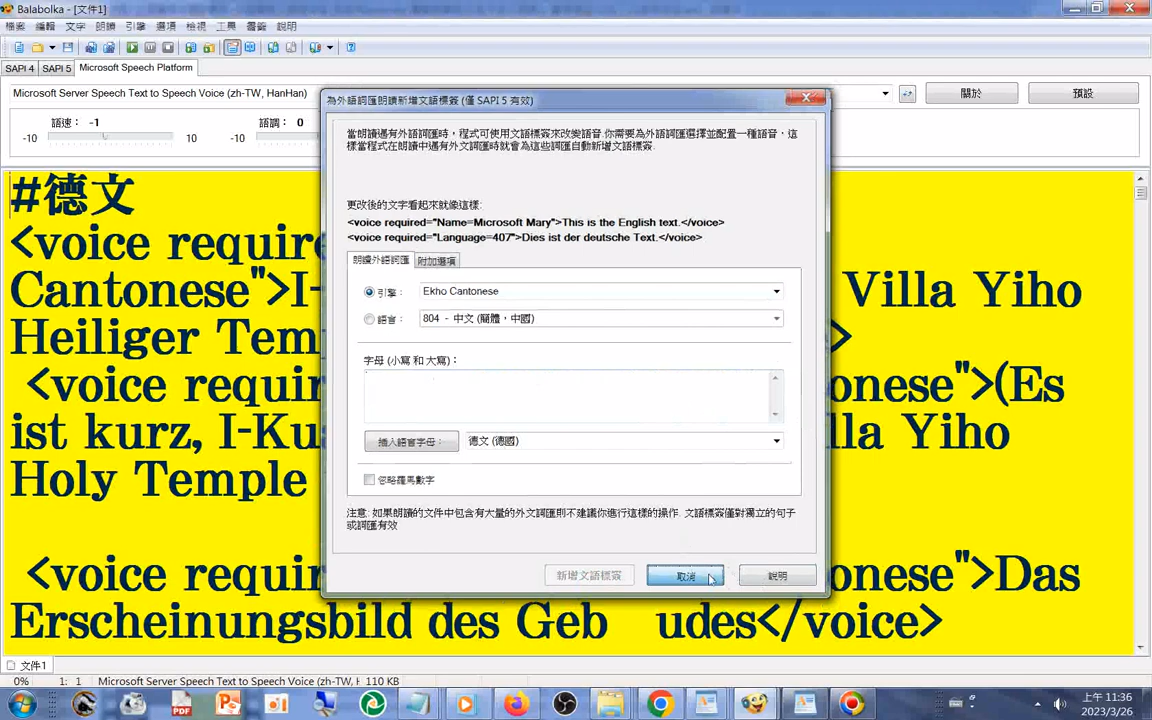 Balabolka - [文件1]
檔案 編輯 文字 朗讀 引擎 選項 檢視 工具 書籤 說明
SAPI 4 SAPI 5 Microsoft Speech Platform
Microsoft Server Speech Text to Speech Voice (zh-TW, HanHan)
關於 預設
語速: -1 語調: 0
-10 10 -10
為外語詞匯朗讀新增文語標簽 (僅 SAPI 5 有效)
當朗讀遇有外語詞匯時，程式可使用文語標簽來改變語音.你需要為外語詞匯選擇並配置一種語音，這
樣當程式在朗讀中遇有外文詞匯時就會為這些詞匯自動新增文語標簽.
更改後的文字看起來就像這樣:
<voice required="Name=Microsoft Mary">This is the English text.</voice>
<voice required="Language=407">Dies ist der deutsche Text.</voice>
朗讀外語詞匯 附加選項
引擎: Ekho Cantonese
語言: 804 - 中文 (簡體，中國)
字母 (小寫 和 大寫):
插入語言字母: 德文 (德國)
忽略羅馬數字
注意: 如果朗讀的文件中包含有大量的外文詞匯則不建議你進行這樣的操作. 文語標簽僅對獨立的句子
或詞匯有效
新增文語標簽 取消 說明
#德文
<voice require
Cantonese">I- Villa Yiho
Heiliger Tem >
<voice requir onese">(Es
ist kurz, I-Ku lla Yiho
Holy Temple
<voice requir onese">Das
Erscheinungsbild des Geb udes</voice>
文件1
0% 1: 1 Microsoft Server Speech Text to Speech Voice (zh-TW, H 110 KB
上午 11:36
2023/3/26